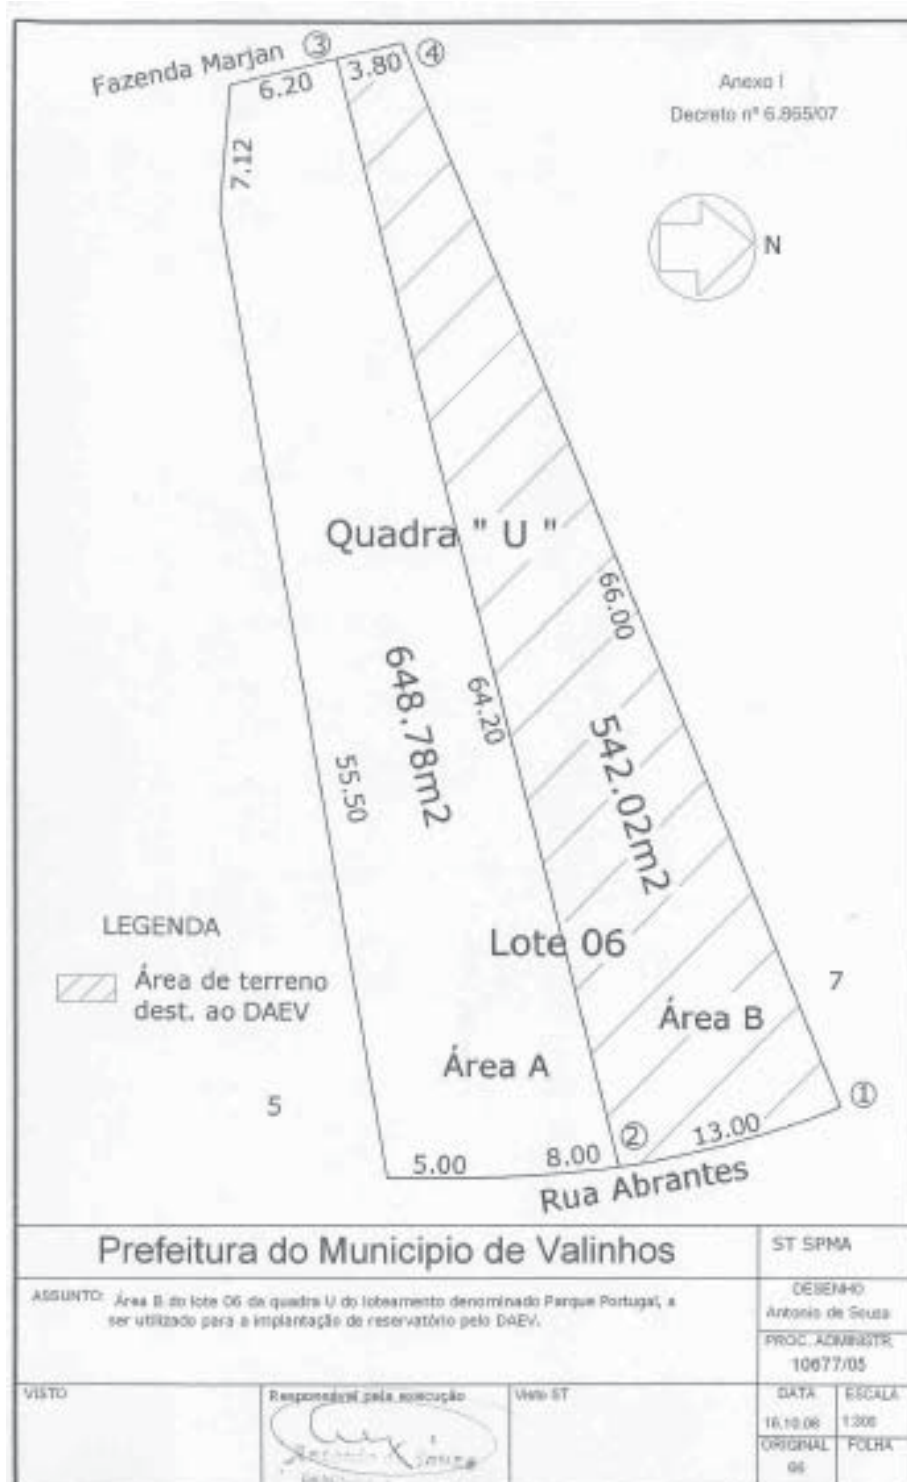 Fazenda Marjan
③
④
6.20
3.80
Anexo I
Decreto nº 6.865/07
7.12
N
Quadra " U "
66.00
648.78m2
64.20
542.02m2
55.50
LEGENDA
Lote 06
Área de terreno
dest. ao DAEV
7
Área B
Área A
5
①
②
13.00
5.00
8.00
Rua Abrantes
Prefeitura do Municipio de Valinhos
ST SPMA
ASSUNTO: Área B do lote 06 da quadra U do loteamento denominado Parque Portugal, a
ser utilizado para a implantação de reservatório pelo DAEV.
DESENHO
Antonio de Souza
PROC. ADMINISTR.
10677/05
VISTO
Responsável pela execução
Visto ST
DATA
ESCALA
16.10.06
1:300
ORIGINAL
FOLHA